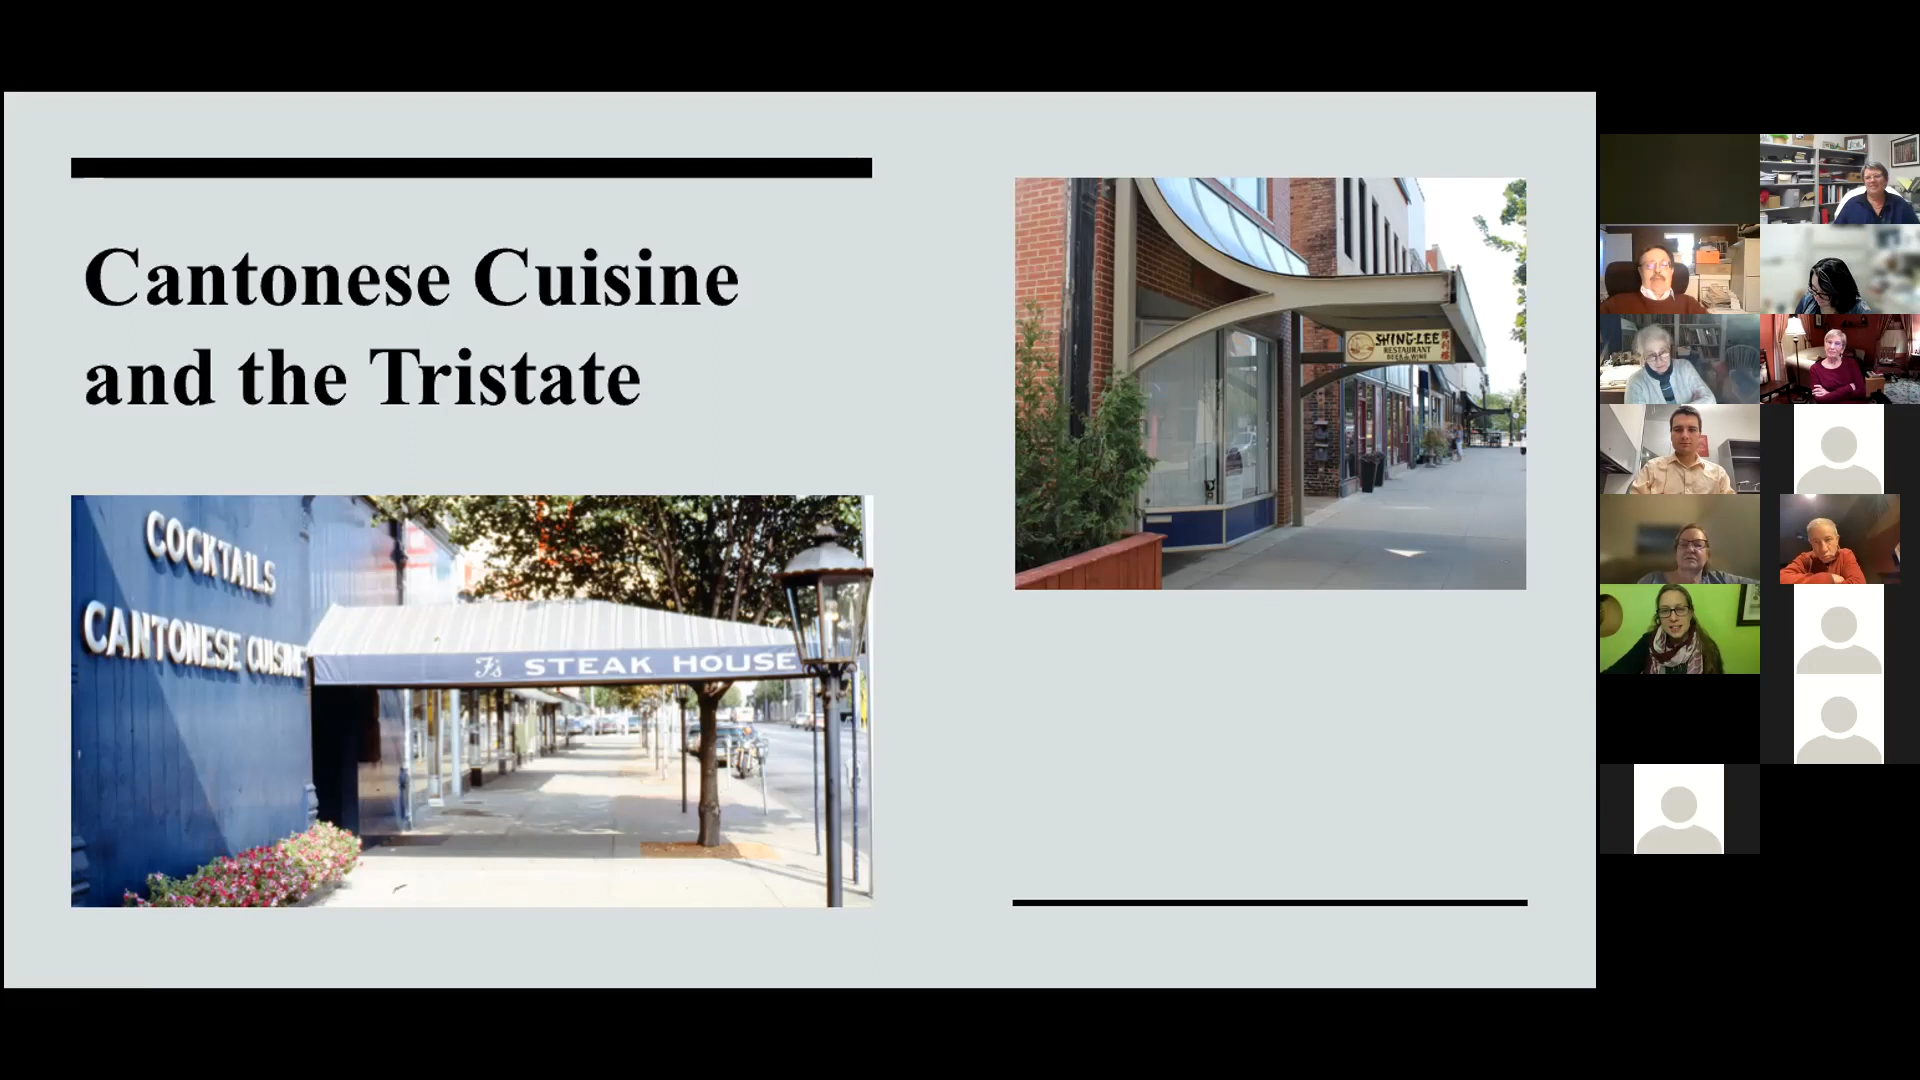 Cantonese Cuisine
and the Tristate
COCKTAILS
CANTONESE CUISINE
F's STEAK HOUSE
SHING-LEE
RESTAURANT
BEER & WINE